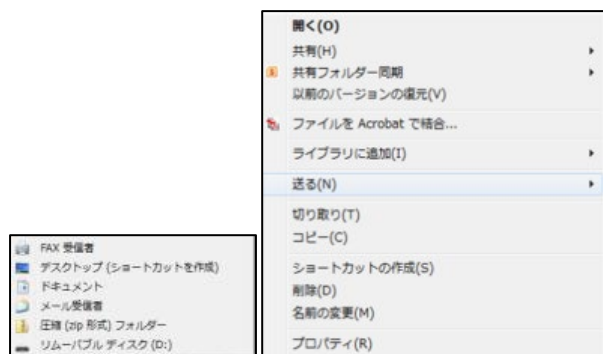 開く(O)
共有(H)
共有フォルダー同期
以前のバージョンの復元(V)
ファイルを Acrobat で結合...
ライブラリに追加(I)
送る(N)
切り取り(T)
コピー(C)
ショートカットの作成(S)
削除(D)
名前の変更(M)
プロパティ(R)
FAX 受信者
デスクトップ (ショートカットを作成)
ドキュメント
メール受信者
圧縮 (zip 形式) フォルダー
リムーバブル ディスク (D:)